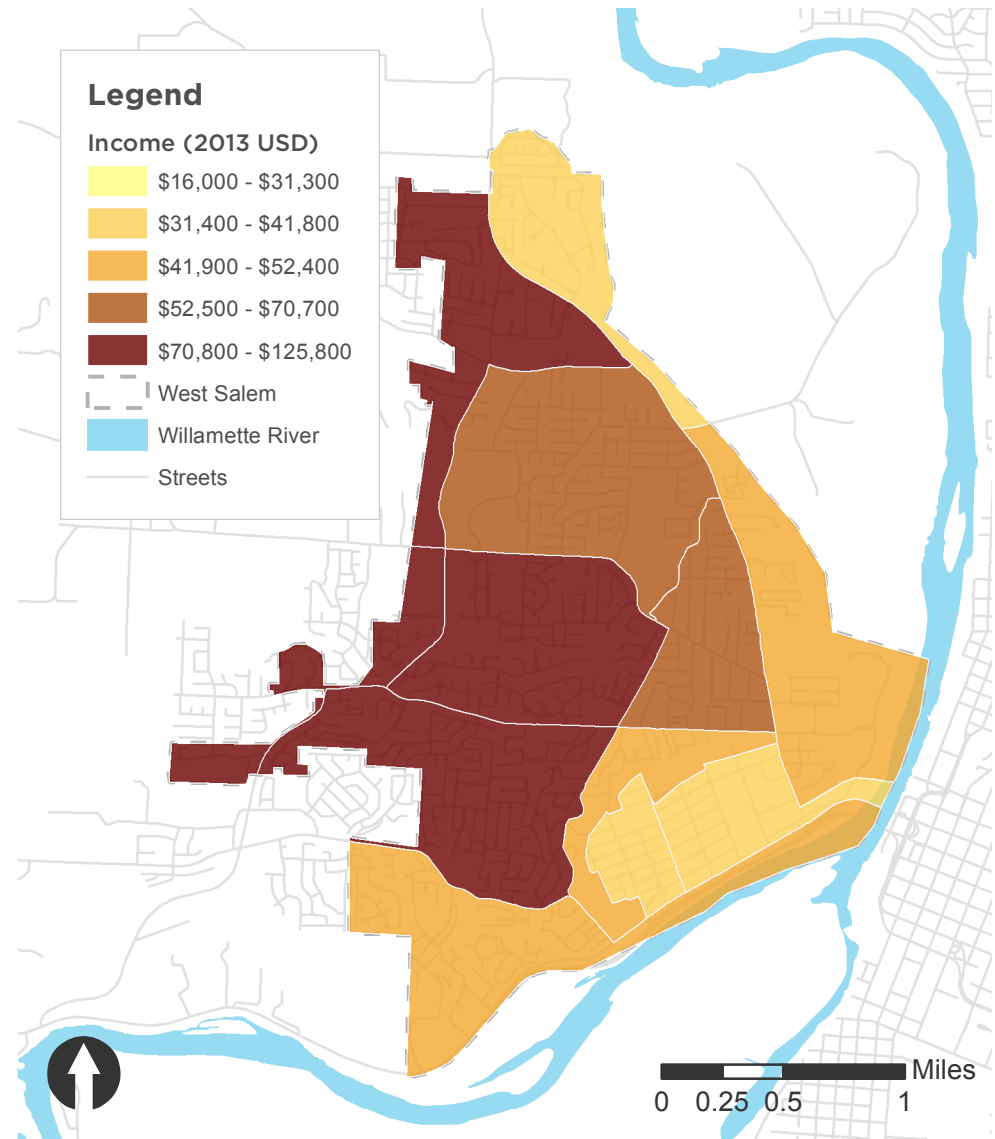 Legend
Income (2013 USD)
$16,000 - $31,300
$31,400 - $41,800
$41,900 - $52,400
$52,500 - $70,700
$70,800 - $125,800
West Salem
Willamette River
Streets
Miles
0 0.25 0.5 1